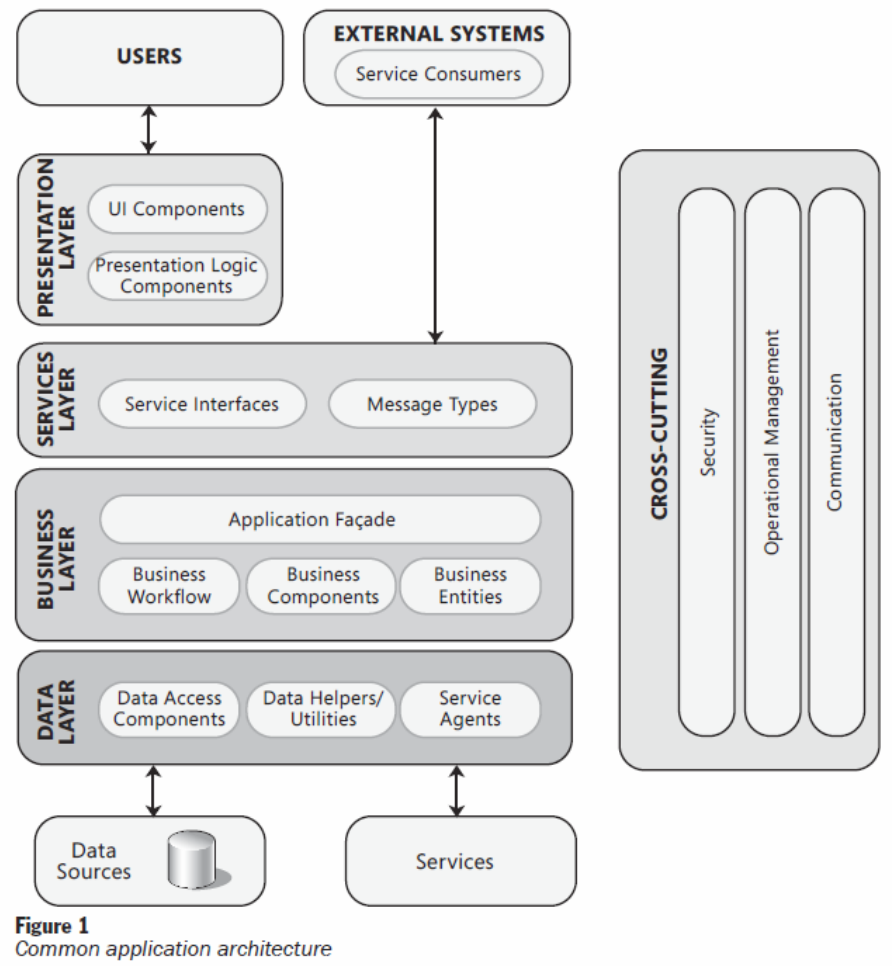 USERS
EXTERNAL SYSTEMS
Service Consumers
PRESENTATION
LAYER
UI Components
Presentation Logic
Components
SERVICES
LAYER
Service Interfaces
Message Types
BUSINESS
LAYER
Application Façade
Business
Workflow
Business
Components
Business
Entities
DATA
LAYER
Data Access
Components
Data Helpers/
Utilities
Service
Agents
Data
Sources
Services
CROSS-CUTTING
Security
Operational Management
Communication
Figure 1
Common application architecture